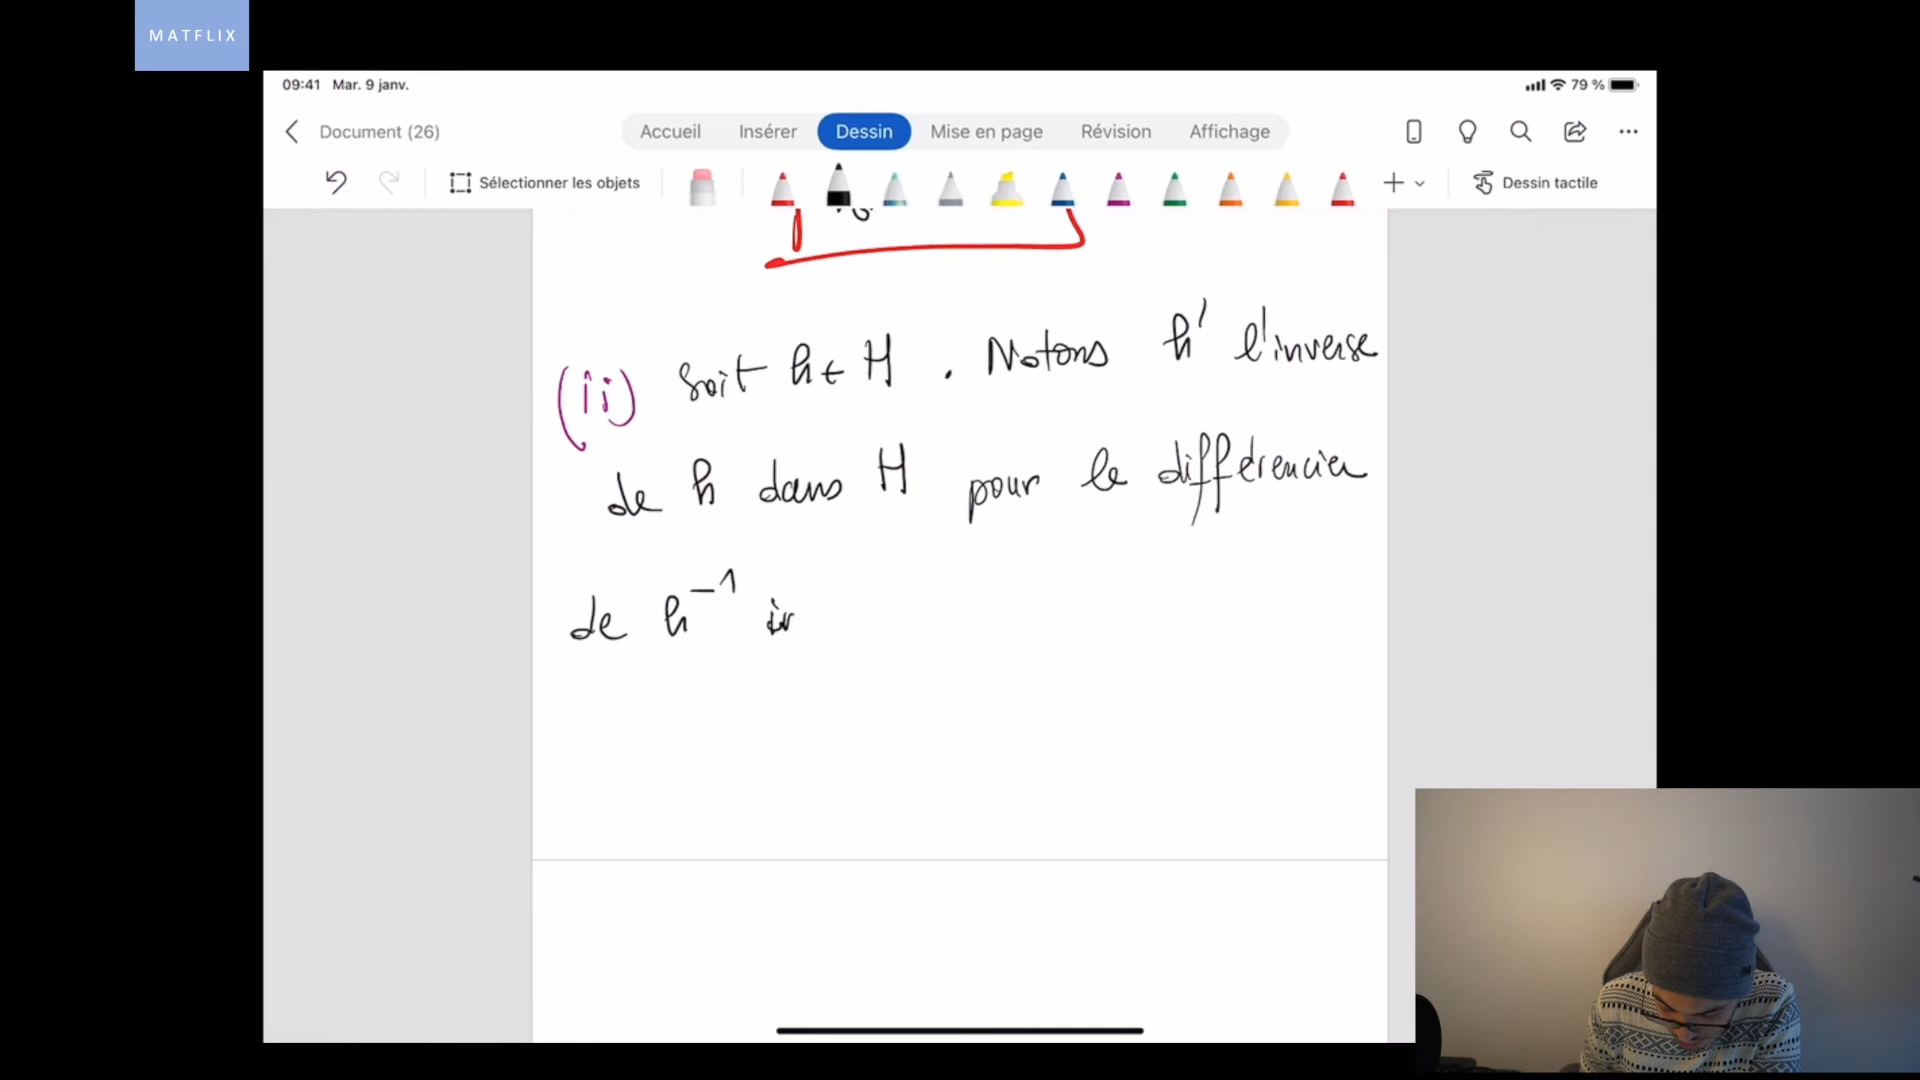 MATFLIX
09:41 Mar. 9 janv. 79 %
Document (26) Accueil Insérer Dessin Mise en page Révision Affichage
Sélectionner les objets Dessin tactile
(ii) Soit h ∈ H . Notons h' l'inverse
de h dans H pour le différencier
de h⁻¹